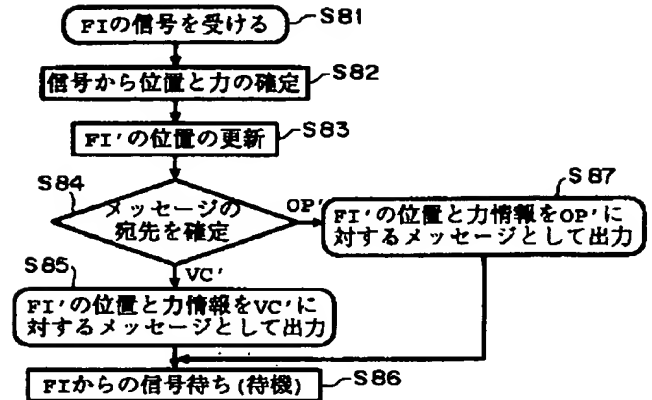 FIの信号を受ける
S81
信号から位置と力の確定
S82
FI'の位置の更新
S83
S84
メッセージの
宛先を確定
OP'
S87
FI'の位置と力情報をOP'に
対するメッセージとして出力
S85
VC'
FI'の位置と力情報をVC'に
対するメッセージとして出力
FIからの信号待ち(待機)
S86